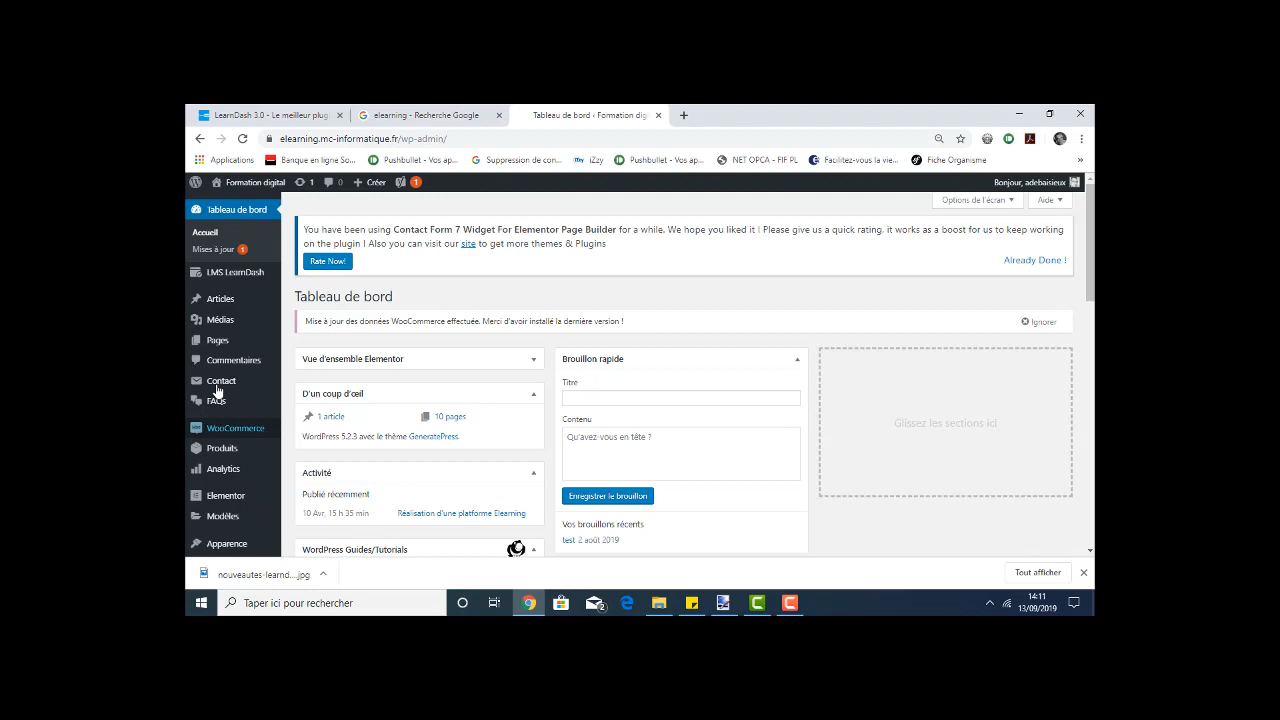 LearnDash 3.0 - Le meilleur plug
elearning - Recherche Google
Tableau de bord ‹ Formation dig
elearning.mc-informatique.fr/wp-admin/
Applications
Banque en ligne So...
Pushbullet - Vos ap...
Suppression de con...
my iZzy
Pushbullet - Vos ap...
NET OPCA - FIF PL
Facilitez-vous la vie...
Fiche Organisme
»
Formation digital
1
0
Créer
1
Bonjour, adebaisieux
Tableau de bord
Accueil
Mises à jour 1
LMS LearnDash
Articles
Médias
Pages
Commentaires
Contact
FAQs
WooCommerce
Produits
Analytics
Elementor
Modèles
Apparence
Options de l'écran
Aide
You have been using Contact Form 7 Widget For Elementor Page Builder for a while. We hope you liked it ! Please give us a quick rating, it works as a boost for us to keep working
on the plugin ! Also you can visit our site to get more themes & Plugins
Rate Now!
Already Done !
Tableau de bord
Mise à jour des données WooCommerce effectuée. Merci d'avoir installé la dernière version !
Ignorer
Vue d'ensemble Elementor
D'un coup d'œil
1 article
10 pages
WordPress 5.2.3 avec le thème GeneratePress.
Activité
Publié récemment
10 Avr, 15 h 35 min
Réalisation d'une platforme Elearning
WordPress Guides/Tutorials
Brouillon rapide
Titre
Contenu
Qu'avez-vous en tête ?
Enregistrer le brouillon
Vos brouillons récents
test 2 août 2019
Glissez les sections ici
nouveautes-learnd....jpg
Tout afficher
Taper ici pour rechercher
2
14:11
13/09/2019